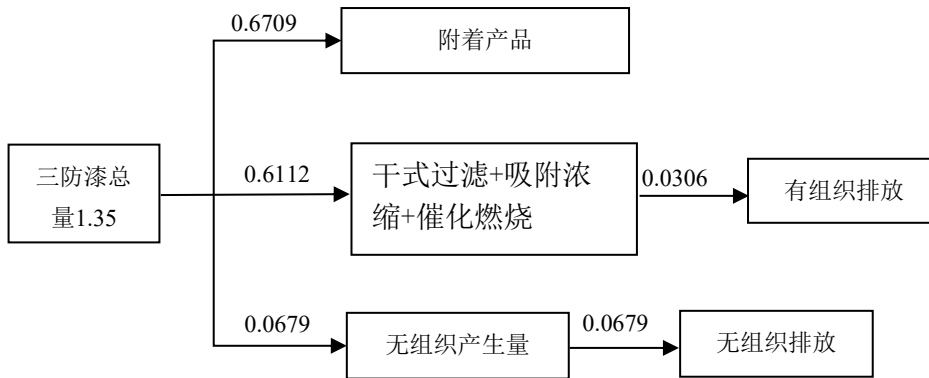 0.6709
附着产品
三防漆总
量1.35
0.6112
干式过滤+吸附浓
缩+催化燃烧
0.0306
有组织排放
0.0679
无组织产生量
0.0679
无组织排放